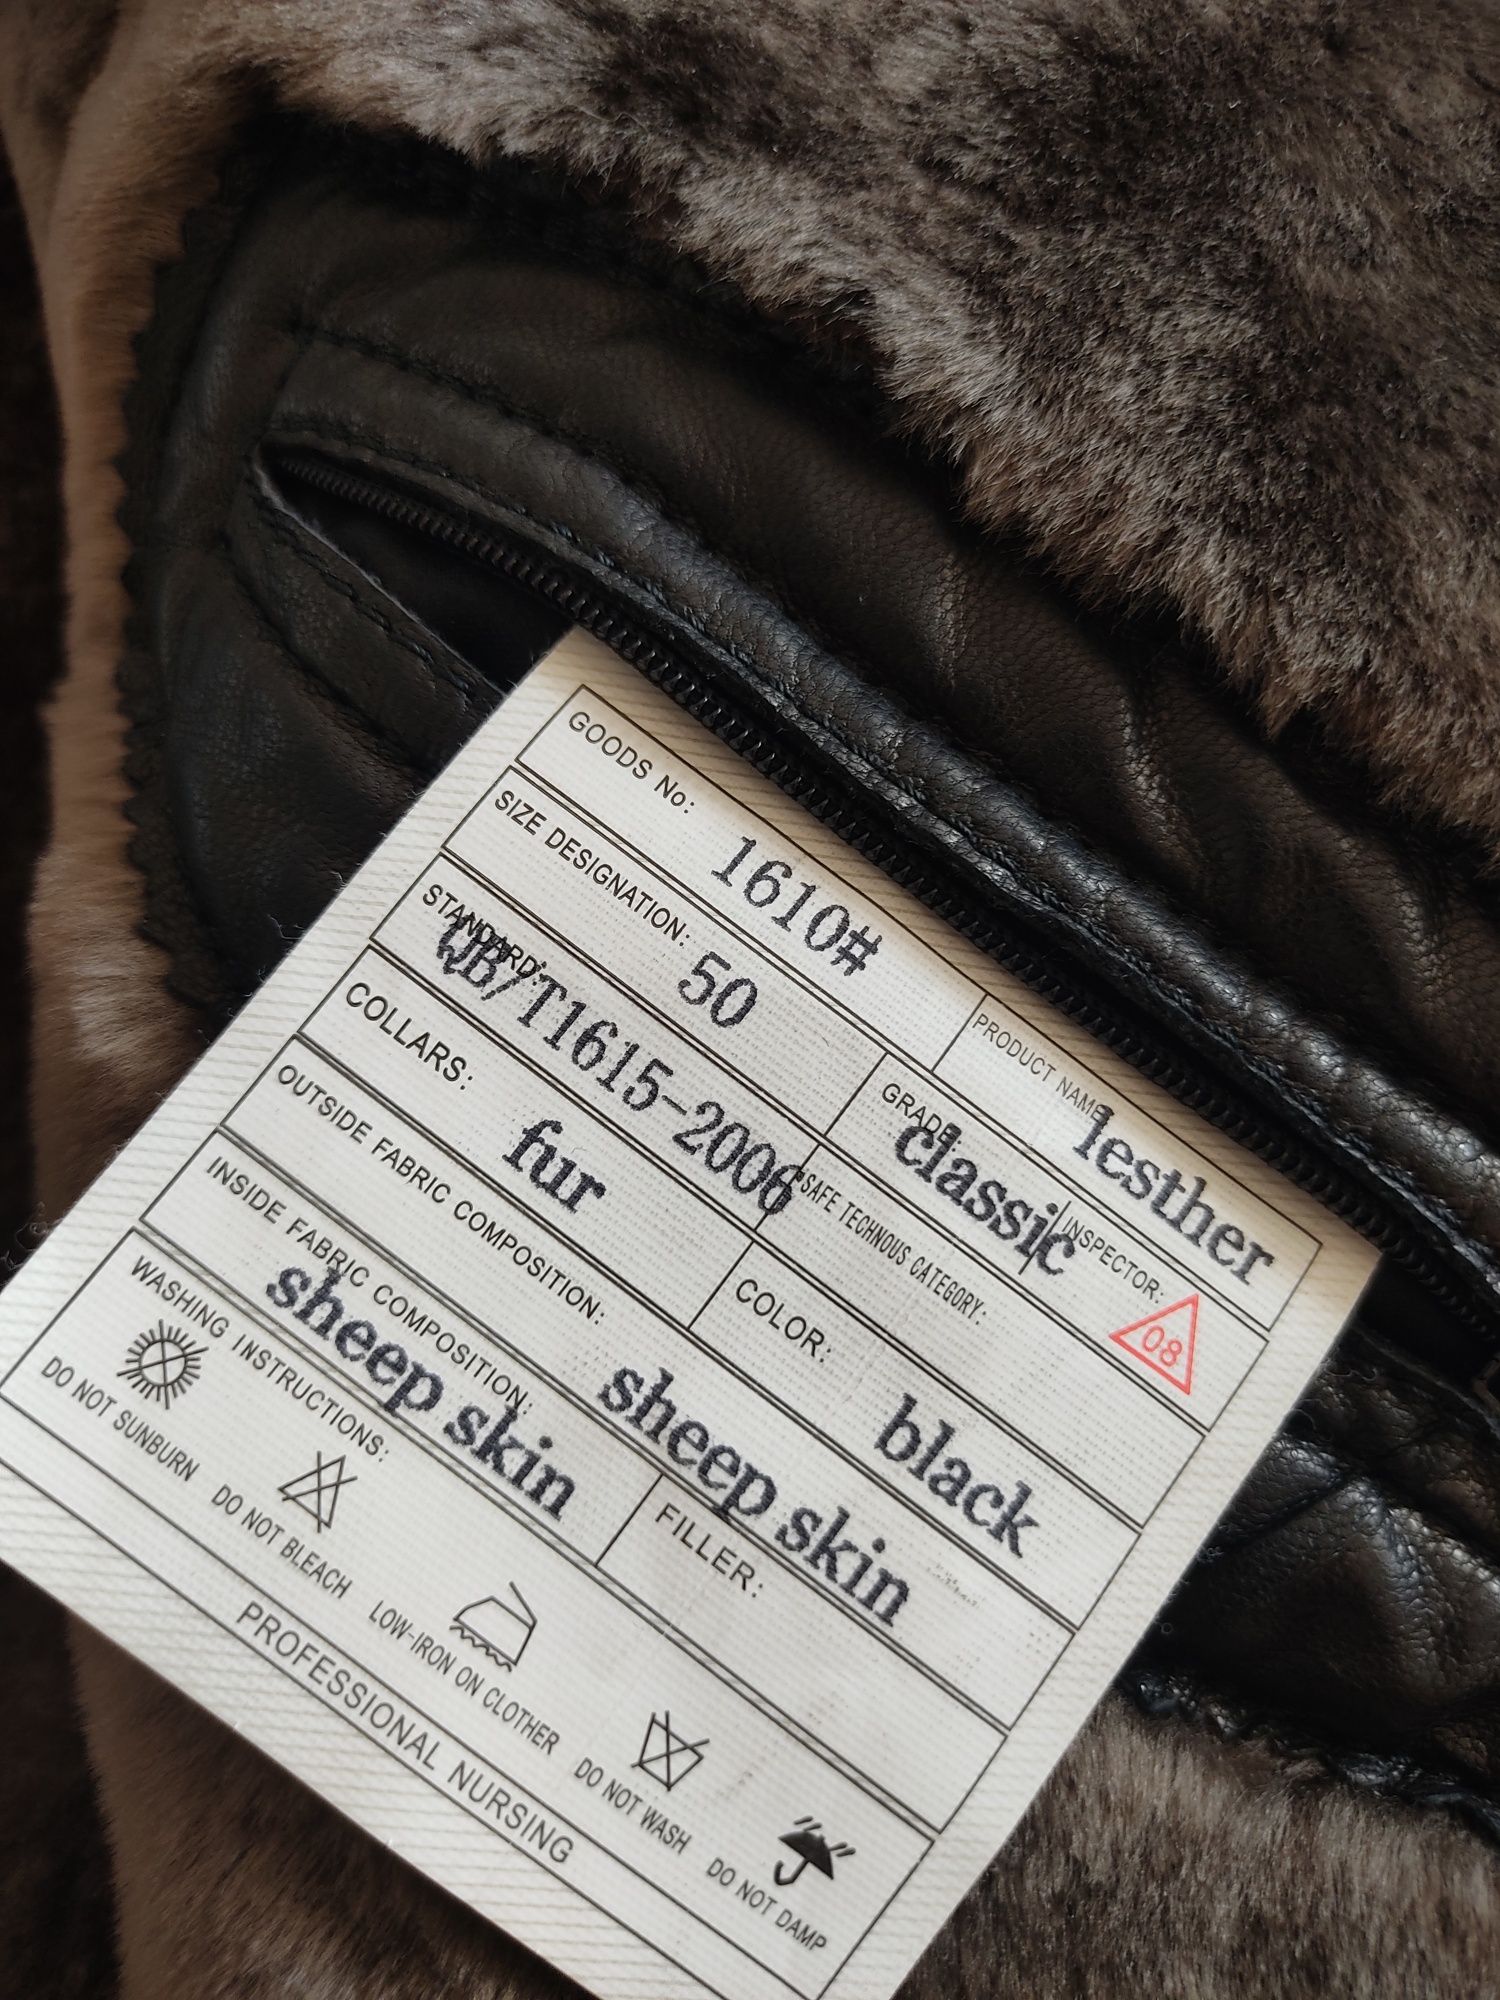 GOODS No: 1610#
PRODUCT NAME: lesther
SIZE DESIGNATION: 50
GRADE: classic
INSPECTOR: 08
STANDARD: QB/T1615-2006
SAFE TECHNOUS CATEGORY:
COLLARS: fur
COLOR: black
OUTSIDE FABRIC COMPOSITION: sheep skin
INSIDE FABRIC COMPOSITION: sheep skin
FILLER:
WASHING INSTRUCTIONS:
DO NOT SUNBURN
DO NOT BLEACH
LOW-IRON ON CLOTHER
DO NOT WASH
DO NOT DAMP
PROFESSIONAL NURSING